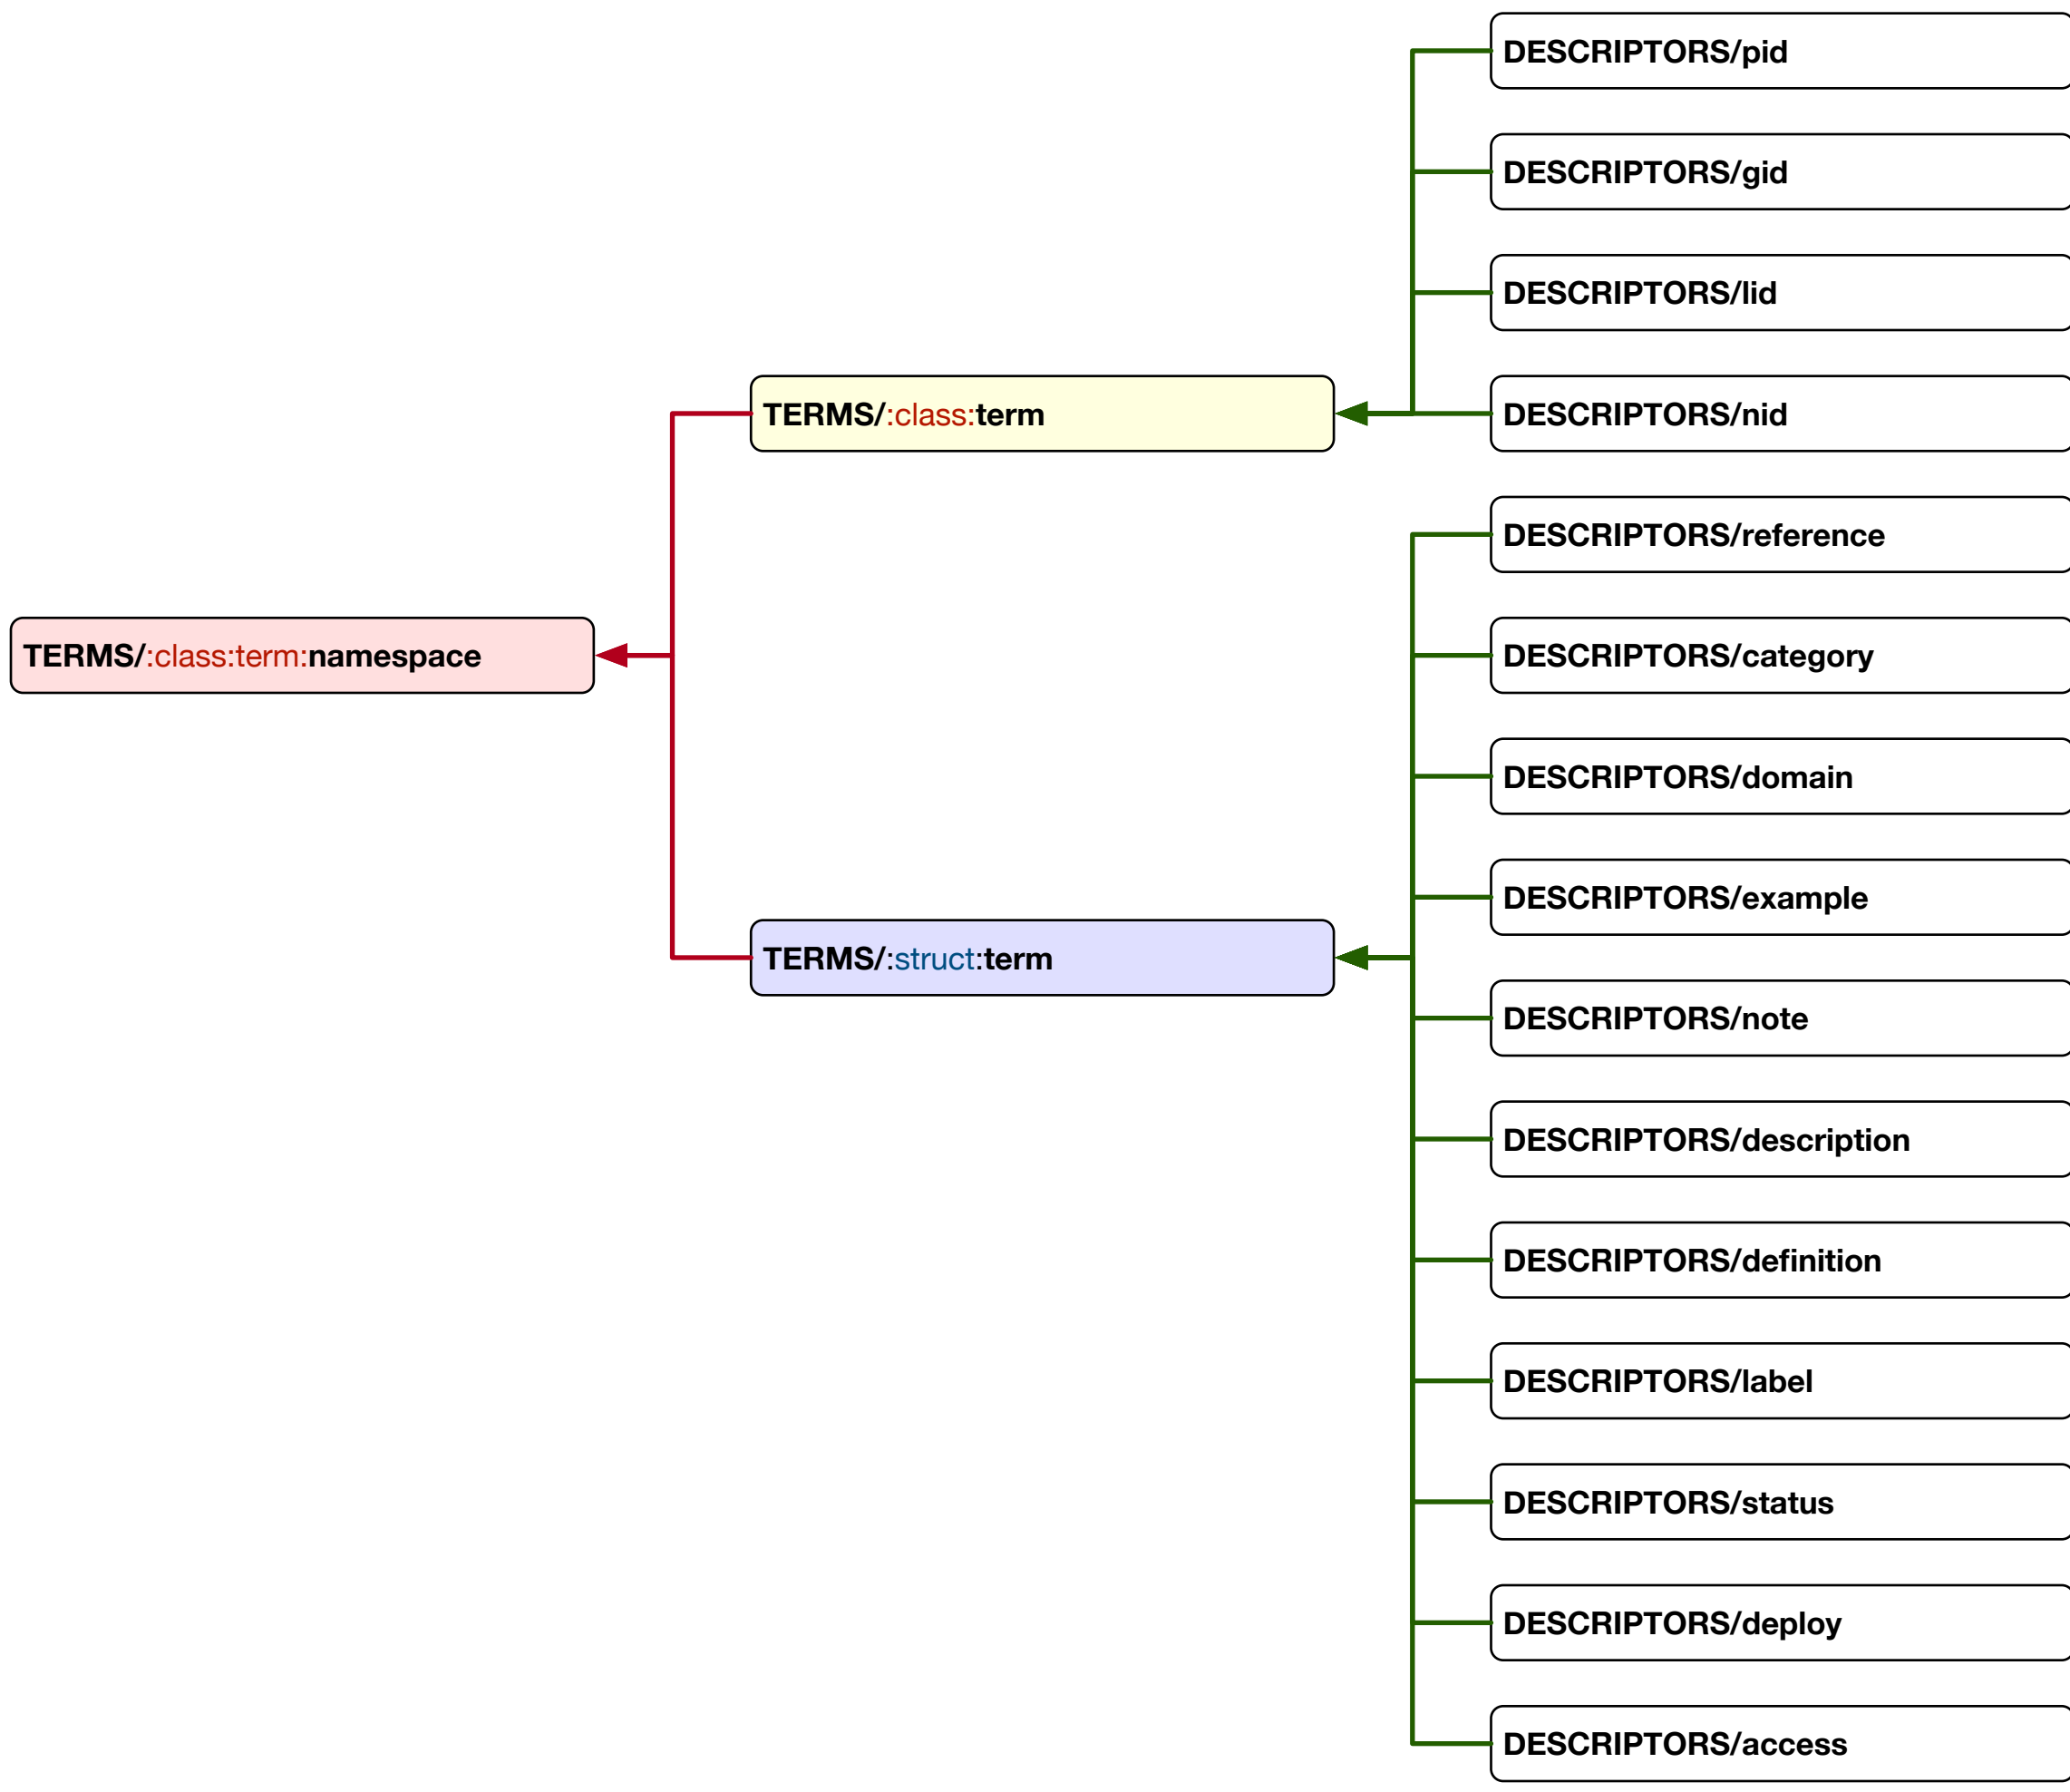 DESCRIPTORS/pid
DESCRIPTORS/gid
DESCRIPTORS/lid
TERMS/:class:term
DESCRIPTORS/nid
DESCRIPTORS/reference
TERMS/:class:term:namespace
DESCRIPTORS/category
DESCRIPTORS/domain
DESCRIPTORS/example
TERMS/:struct:term
DESCRIPTORS/note
DESCRIPTORS/description
DESCRIPTORS/definition
DESCRIPTORS/label
DESCRIPTORS/status
DESCRIPTORS/deploy
DESCRIPTORS/access